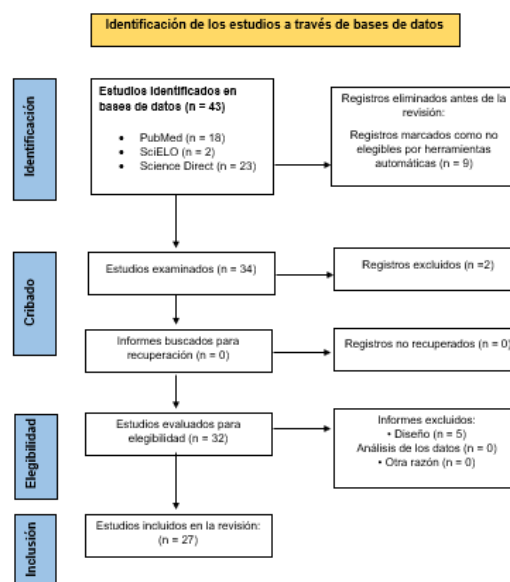 Identificación de los estudios a través de bases de datos
Identificación
Estudios identificados en
bases de datos (n = 43)
• PubMed (n = 18)
• SciELO (n = 2)
• Science Direct (n = 23)
Registros eliminados antes de la
revisión:
Registros marcados como no
elegibles por herramientas
automáticas (n = 9)
Cribado
Estudios examinados (n = 34)
Registros excluidos (n =2)
Informes buscados para
recuperación (n = 0)
Registros no recuperados (n = 0)
Elegibilidad
Estudios evaluados para
elegibilidad (n = 32)
Informes excluidos:
• Diseño (n = 5)
Análisis de los datos (n = 0)
• Otra razón (n = 0)
Inclusión
Estudios incluidos en la revisión:
(n = 27)